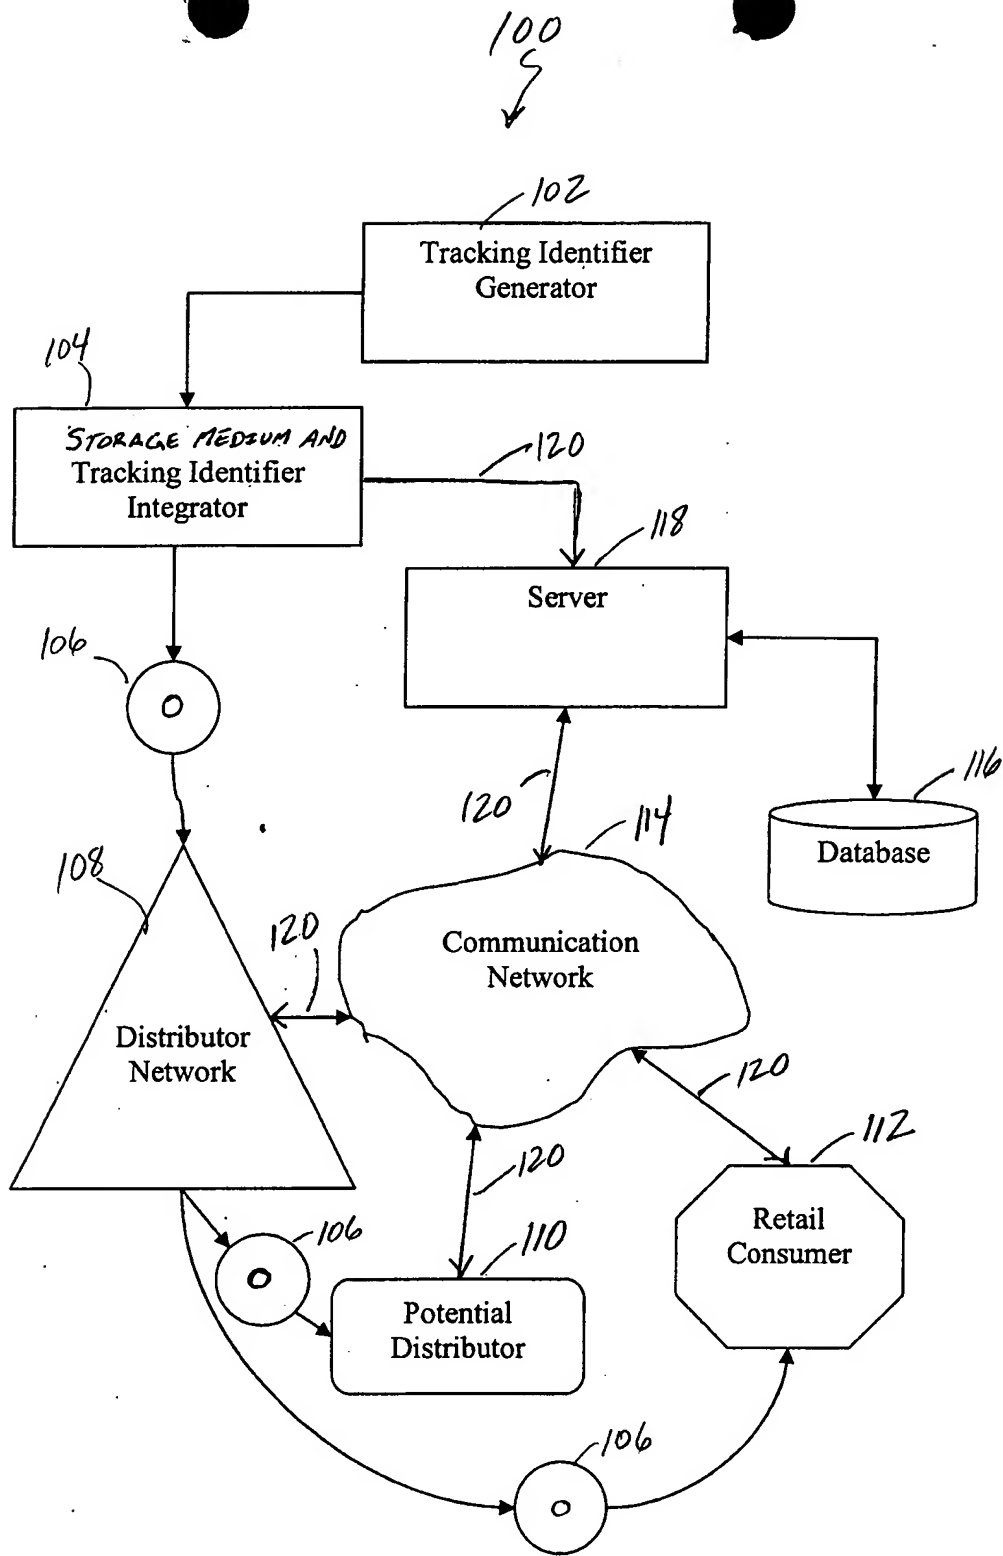 100
102
Tracking Identifier
Generator
104
STORAGE MEDIUM AND
Tracking Identifier
Integrator
120
118
Server
106
116
Database
120
114
108
120
Communication
Network
Distributor
Network
120
112
120
Retail
Consumer
106
110
Potential
Distributor
106